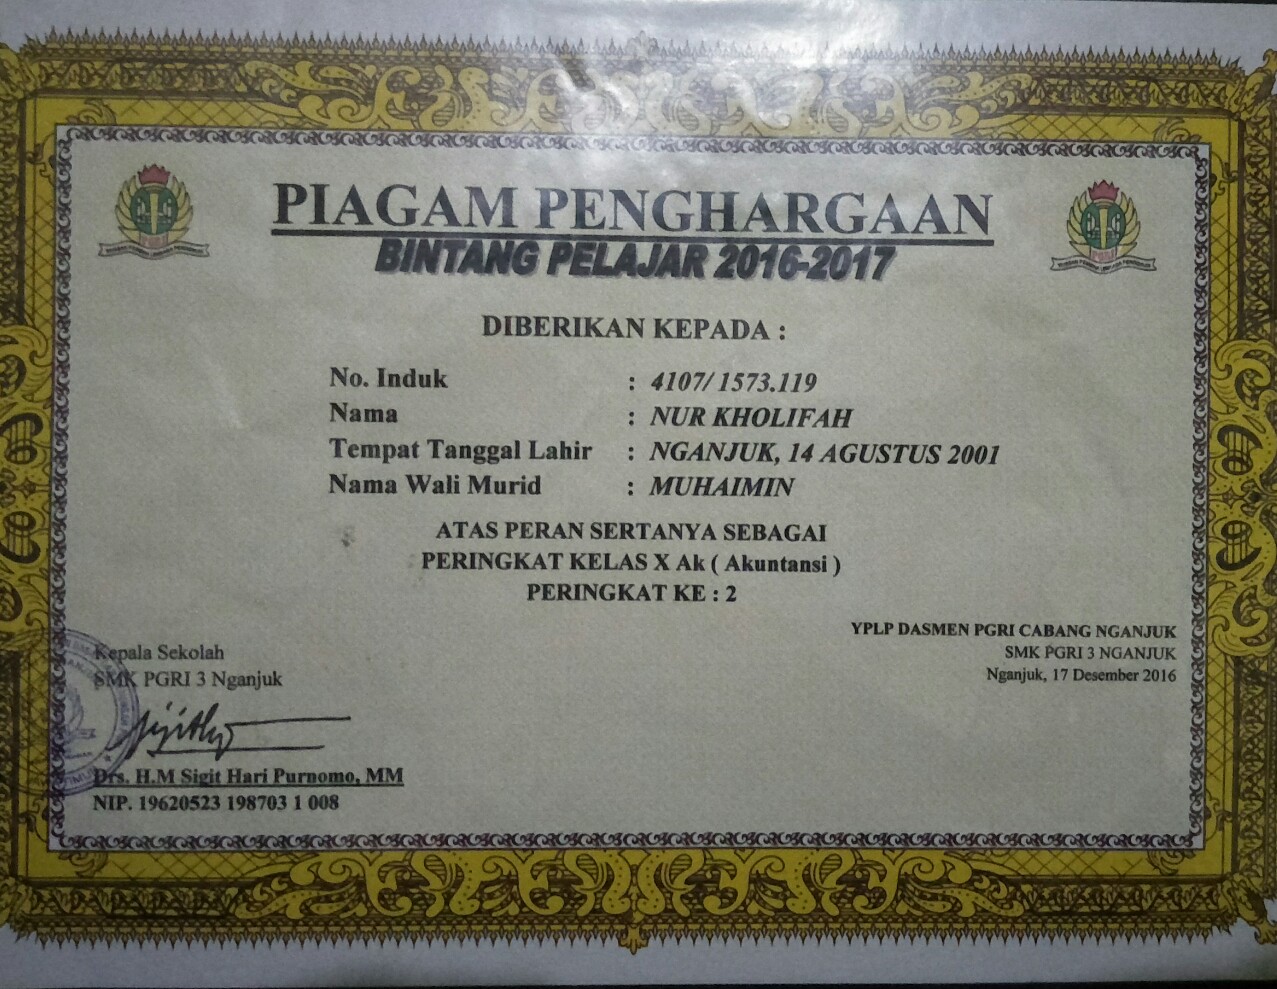 PIAGAM PENGHARGAAN
BINTANG PELAJAR 2016-2017
DIBERIKAN KEPADA :
No. Induk : 4107/ 1573.119
Nama : NUR KHOLIFAH
Tempat Tanggal Lahir : NGANJUK, 14 AGUSTUS 2001
Nama Wali Murid : MUHAIMIN
ATAS PERAN SERTANYA SEBAGAI
PERINGKAT KELAS X Ak ( Akuntansi )
PERINGKAT KE : 2
YPLP DASMEN PGRI CABANG NGANJUK
SMK PGRI 3 NGANJUK
Nganjuk, 17 Desember 2016
Kepala Sekolah
SMK PGRI 3 Nganjuk
Drs. H.M Sigit Hari Purnomo, MM
NIP. 19620523 198703 1 008